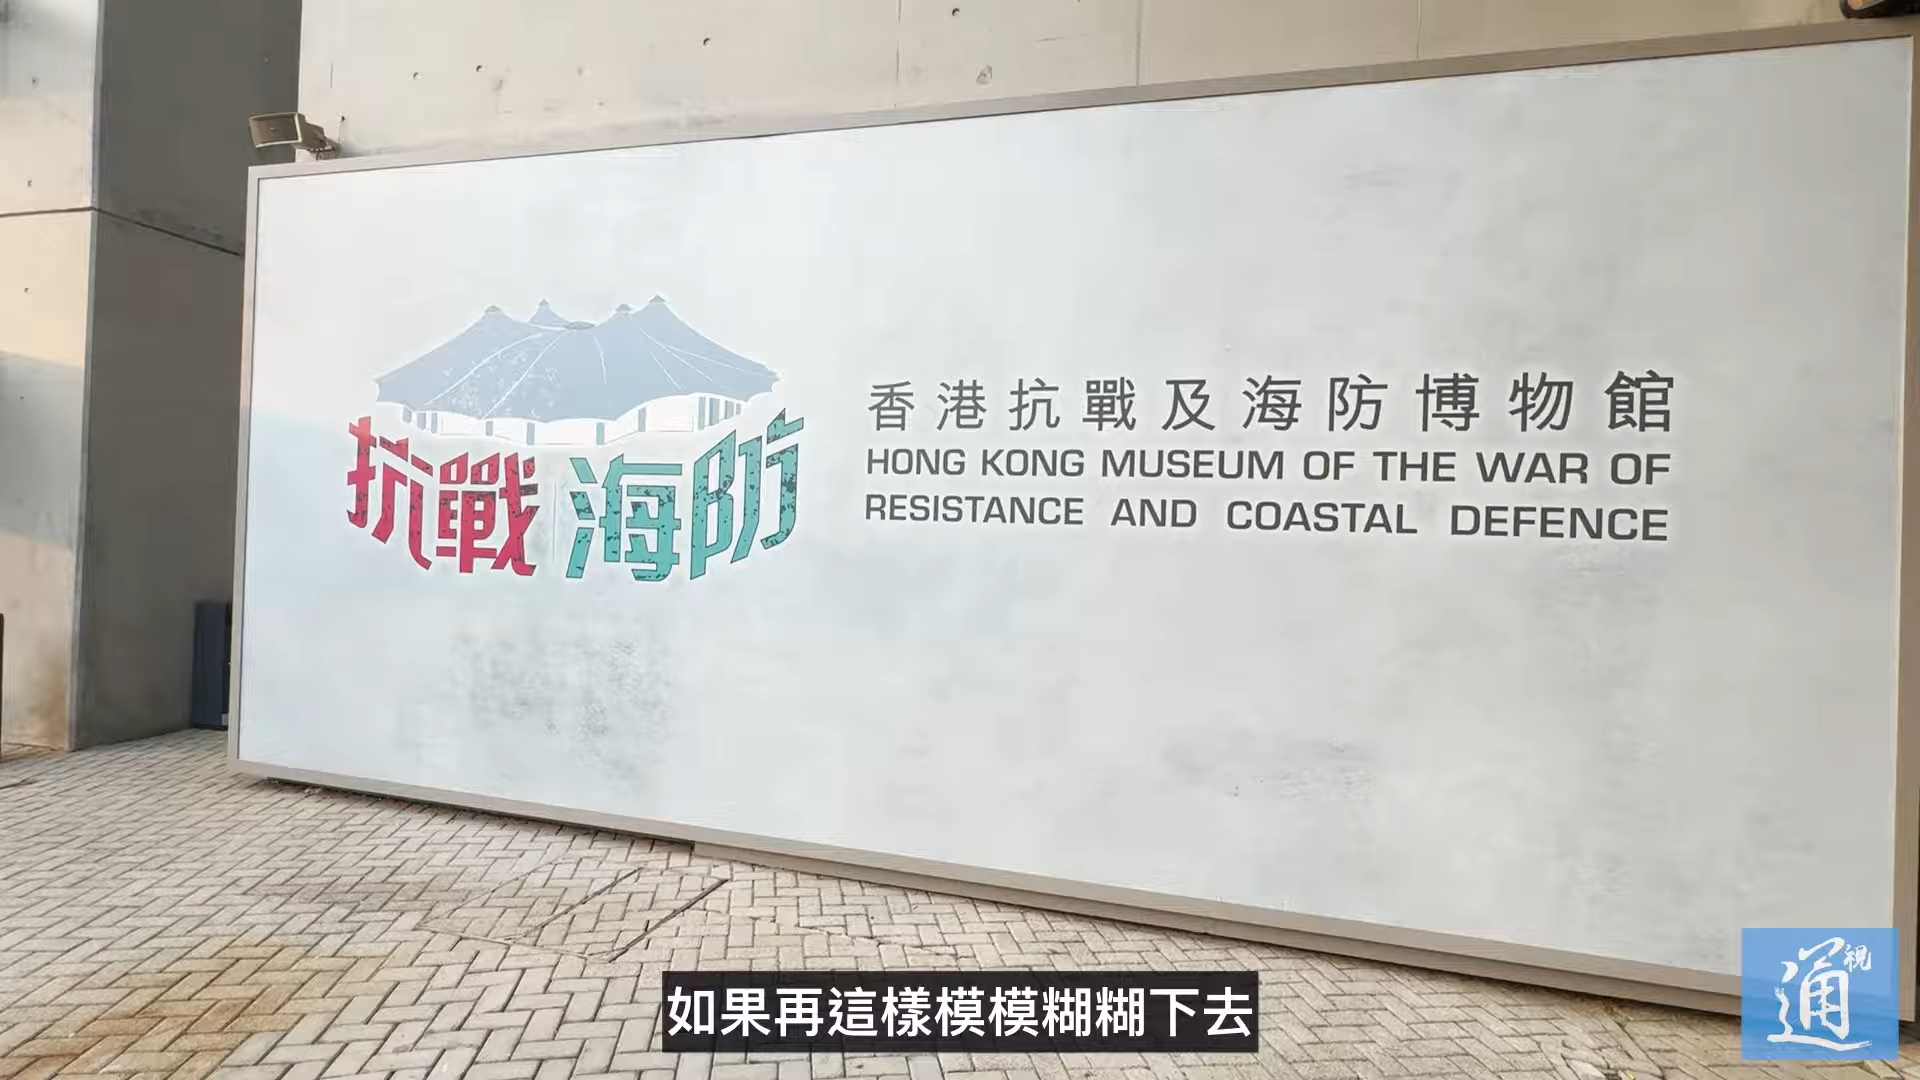 抗戰 海防
香港抗戰及海防博物館
HONG KONG MUSEUM OF THE WAR OF
RESISTANCE AND COASTAL DEFENCE
如果再這樣模模糊糊下去
通視